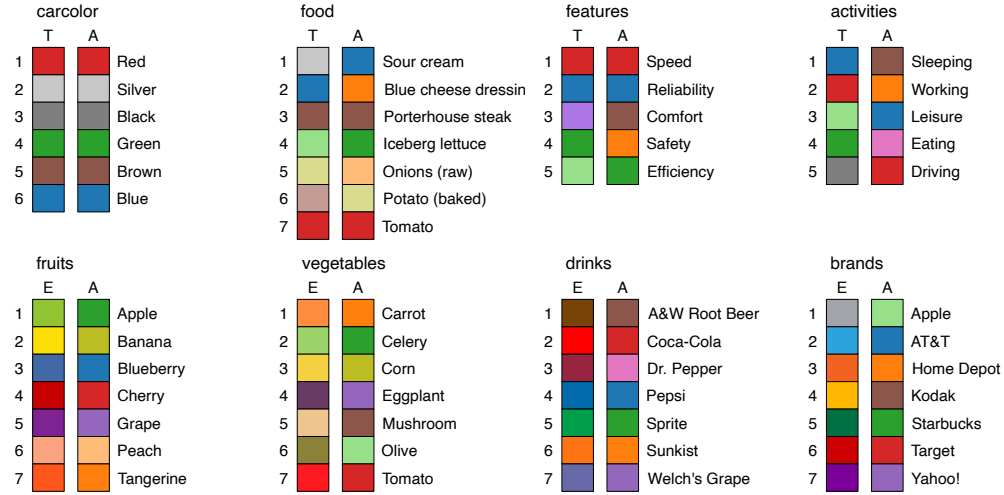 carcolor
T A
1 Red
2 Silver
3 Black
4 Green
5 Brown
6 Blue
food
T A
1 Sour cream
2 Blue cheese dressin
3 Porterhouse steak
4 Iceberg lettuce
5 Onions (raw)
6 Potato (baked)
7 Tomato
features
T A
1 Speed
2 Reliability
3 Comfort
4 Safety
5 Efficiency
activities
T A
1 Sleeping
2 Working
3 Leisure
4 Eating
5 Driving
fruits
E A
1 Apple
2 Banana
3 Blueberry
4 Cherry
5 Grape
6 Peach
7 Tangerine
vegetables
E A
1 Carrot
2 Celery
3 Corn
4 Eggplant
5 Mushroom
6 Olive
7 Tomato
drinks
E A
1 A&W Root Beer
2 Coca-Cola
3 Dr. Pepper
4 Pepsi
5 Sprite
6 Sunkist
7 Welch's Grape
brands
E A
1 Apple
2 AT&T
3 Home Depot
4 Kodak
5 Starbucks
6 Target
7 Yahoo!